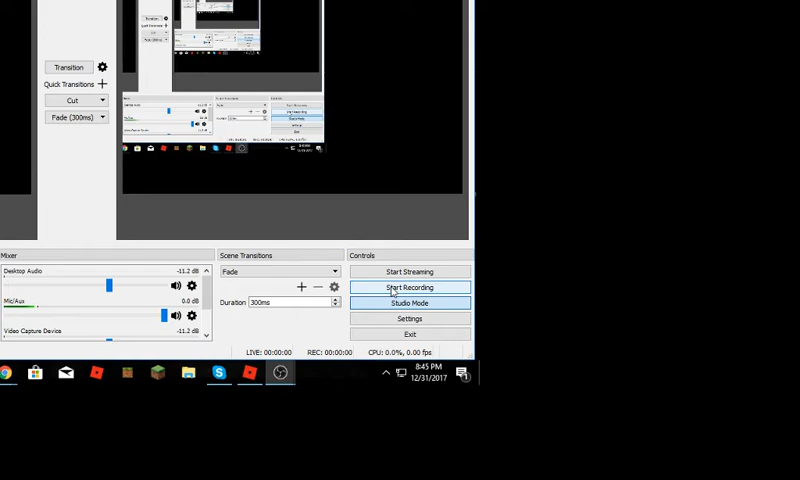 Transition
Quick Transitions
Cut
Fade (300ms)
Mixer
Scene Transitions
Controls
Desktop Audio
-11.2 dB
Fade
Start Streaming
Start Recording
Mic/Aux
0.0 dB
Duration
300ms
Studio Mode
Settings
Video Capture Device
-11.2 dB
Exit
LIVE: 00:00:00
REC: 00:00:00
CPU: 0.0%, 0.00 fps
8:45 PM
12/31/2017
1